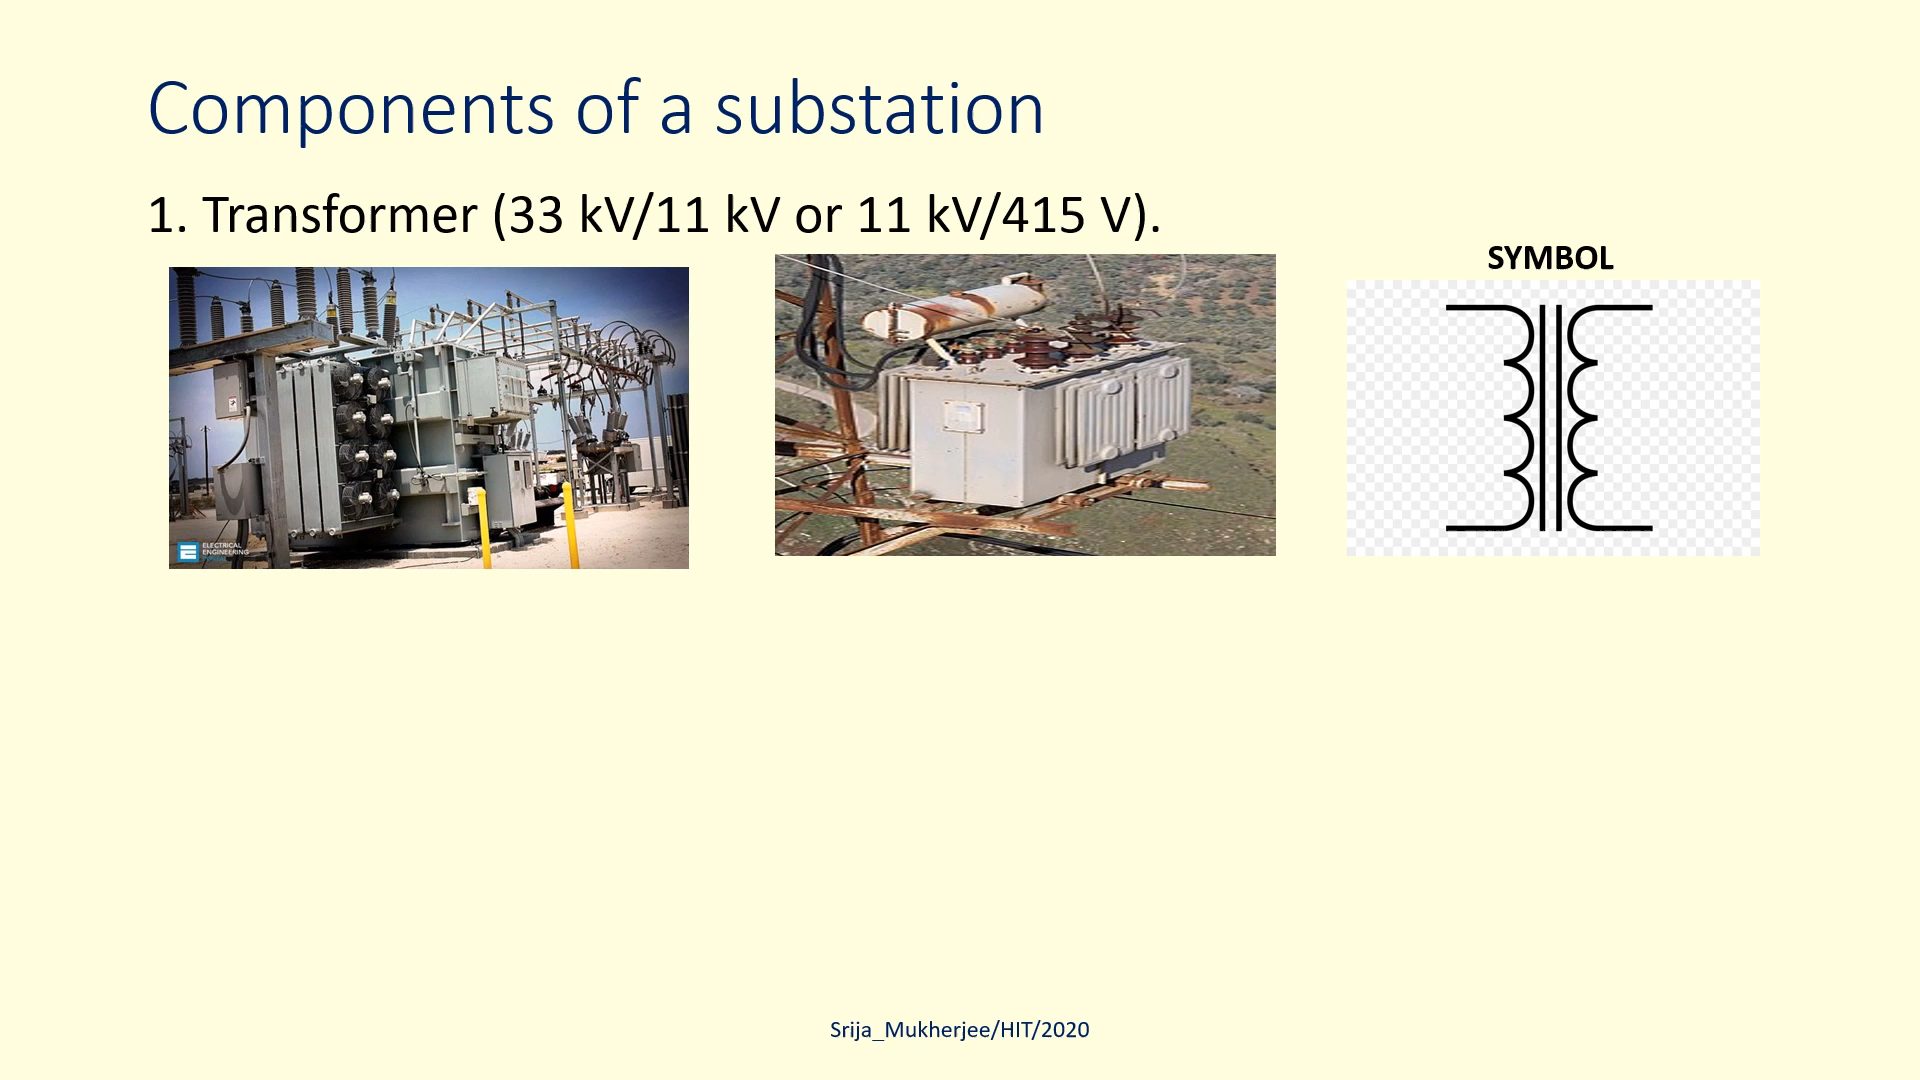 Components of a substation
1. Transformer (33 kV/11 kV or 11 kV/415 V).
SYMBOL
ELECTRICAL
ENGINEERING
Srija_Mukherjee/HIT/2020